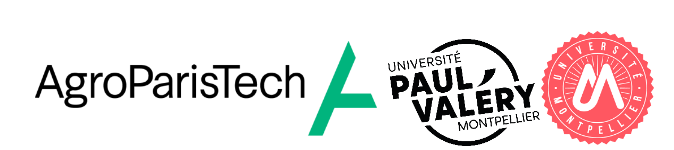 AgroParisTech
UNIVERSITÉ
PAUL
VALÉRY
MONTPELLIER
UNIVERSITÉ
MONTPELLIER